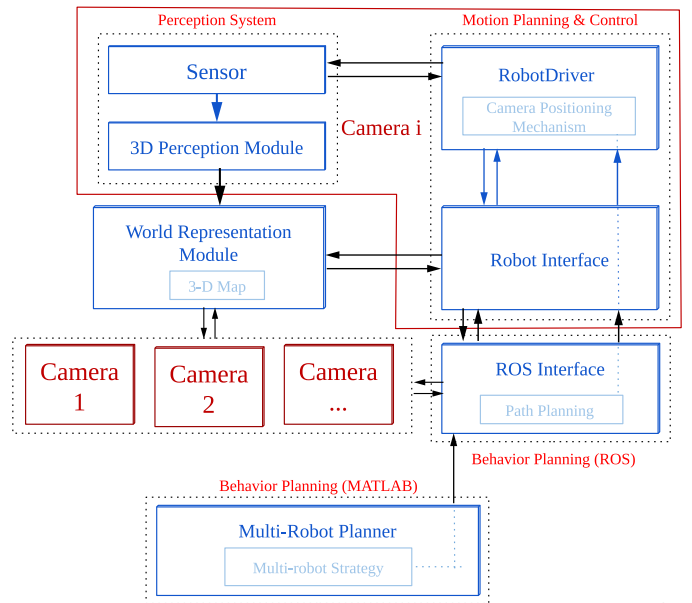 Perception System
Motion Planning & Control
Sensor
RobotDriver
Camera Positioning
Mechanism
Camera i
3D Perception Module
World Representation
Module
3-D Map
Robot Interface
Camera
1
Camera
2
Camera
...
ROS Interface
Path Planning
Behavior Planning (ROS)
Behavior Planning (MATLAB)
Multi-Robot Planner
Multi-robot Strategy